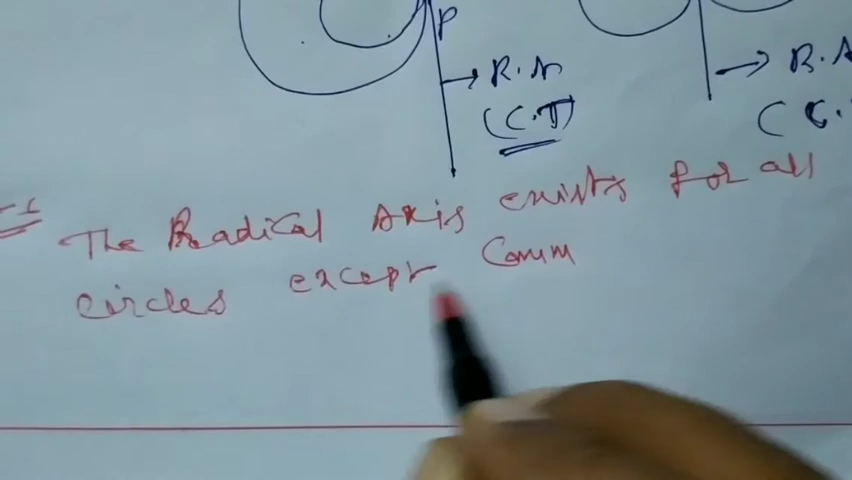 P
R.A
(C.T)
R.A
(C.
The Radical Axis exists for all
circles except Comm